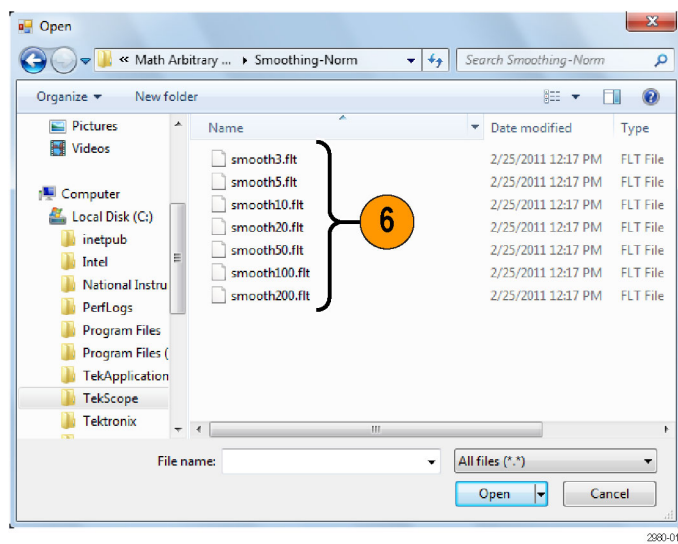 Open
« Math Arbitrary ... ▸ Smoothing-Norm
Search Smoothing-Norm
Organize
New folder
Name
Date modified
Type
Pictures
Videos
Computer
Local Disk (C:)
inetpub
Intel
National Instru
PerfLogs
Program Files
Program Files (
TekApplication
TekScope
Tektronix
smooth3.flt 2/25/2011 12:17 PM FLT File
smooth5.flt 2/25/2011 12:17 PM FLT File
smooth10.flt 2/25/2011 12:17 PM FLT File
smooth20.flt 2/25/2011 12:17 PM FLT File
smooth50.flt 2/25/2011 12:17 PM FLT File
smooth100.flt 2/25/2011 12:17 PM FLT File
smooth200.flt 2/25/2011 12:17 PM FLT File
6
File name:
All files (*.*)
Open
Cancel
2980-01